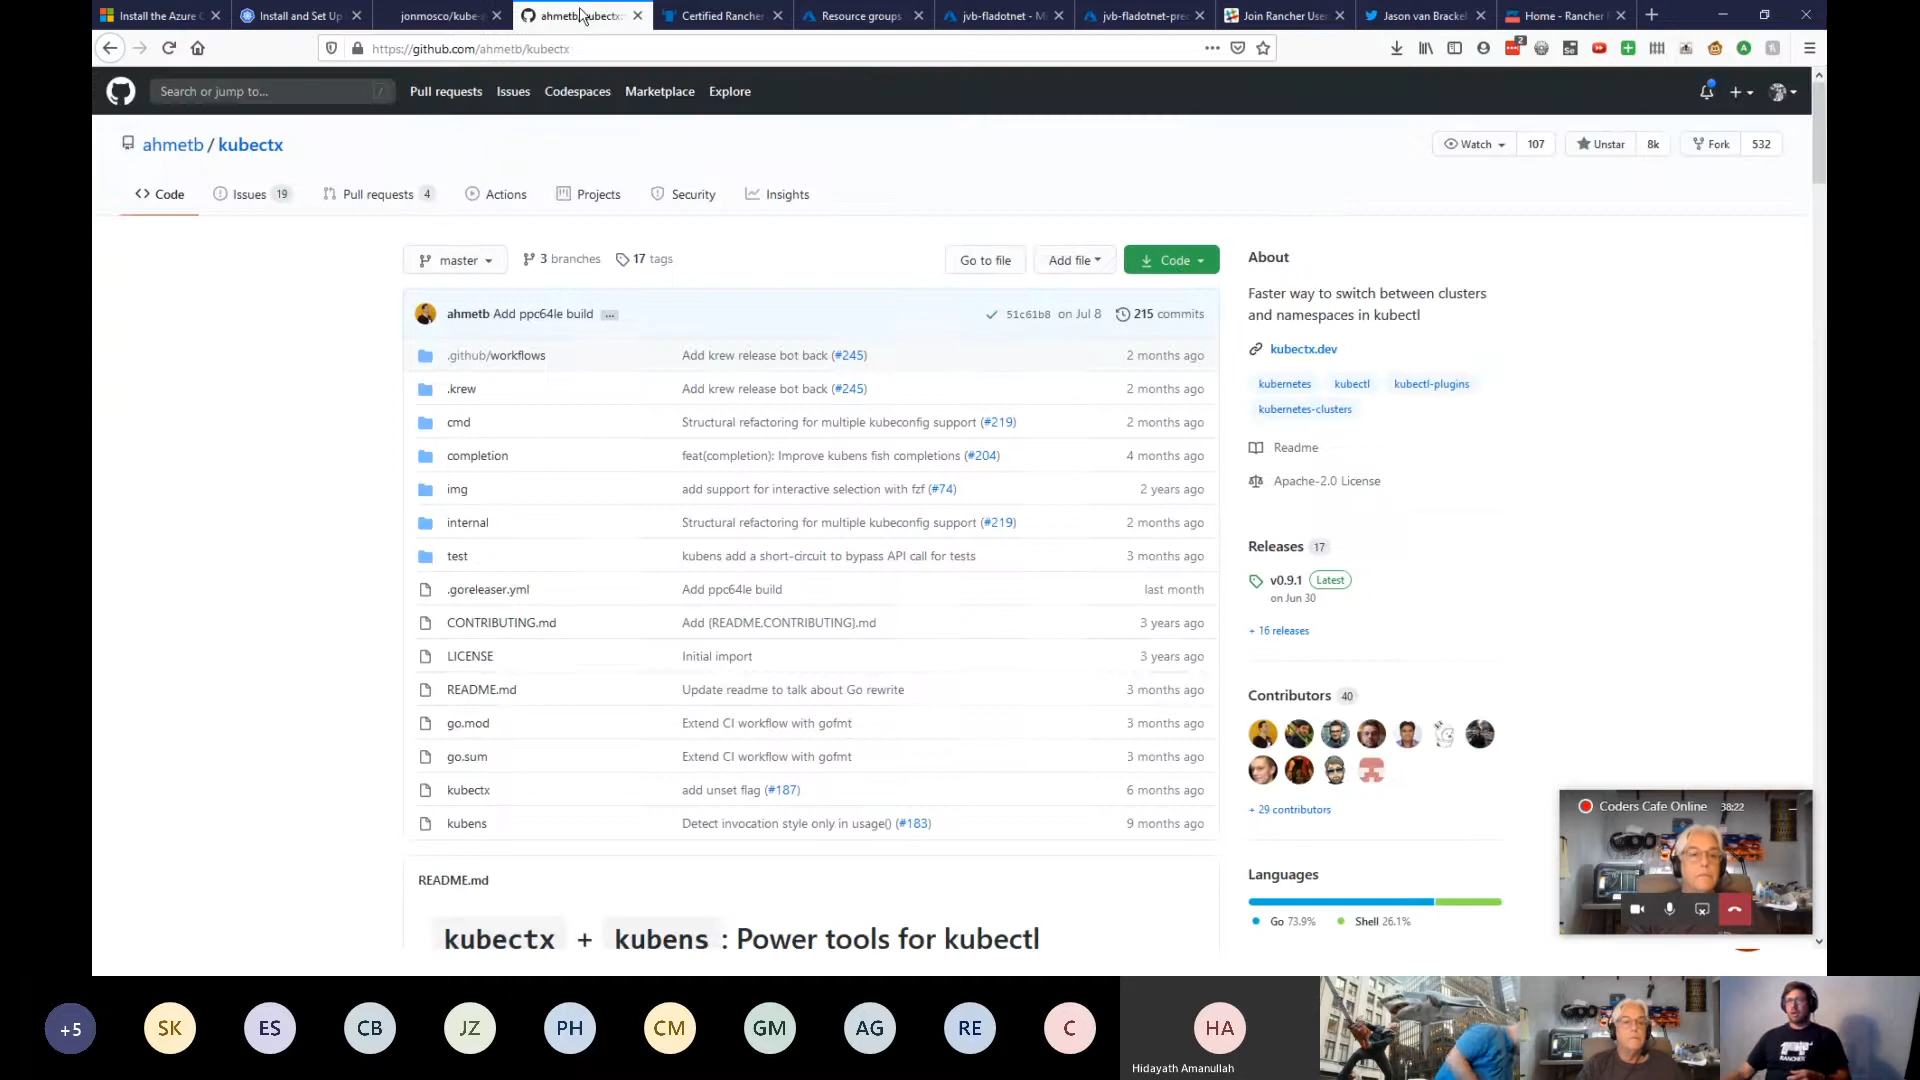 Install the Azure C
Install and Set Up
jonmosco/kube-
ahmetb/kubectx:
Certified Rancher
Resource groups
jvb-fladotnet - Mi
jvb-fladotnet-prec
Join Rancher User
Jason van Brackel
Home - Rancher
https://github.com/ahmetb/kubectx
2
Search or jump to...
/
Pull requests
Issues
Codespaces
Marketplace
Explore
ahmetb / kubectx
Watch 107
Unstar 8k
Fork 532
Code
Issues 19
Pull requests 4
Actions
Projects
Security
Insights
master
3 branches
17 tags
Go to file
Add file
Code
ahmetb Add ppc64le build ...
51c61b8 on Jul 8
215 commits
.github/workflows Add krew release bot back (#245) 2 months ago
.krew Add krew release bot back (#245) 2 months ago
cmd Structural refactoring for multiple kubeconfig support (#219) 2 months ago
completion feat(completion): Improve kubens fish completions (#204) 4 months ago
img add support for interactive selection with fzf (#74) 2 years ago
internal Structural refactoring for multiple kubeconfig support (#219) 2 months ago
test kubens add a short-circuit to bypass API call for tests 3 months ago
.goreleaser.yml Add ppc64le build last month
CONTRIBUTING.md Add {README,CONTRIBUTING}.md 3 years ago
LICENSE Initial import 3 years ago
README.md Update readme to talk about Go rewrite 3 months ago
go.mod Extend CI workflow with gofmt 3 months ago
go.sum Extend CI workflow with gofmt 3 months ago
kubectx add unset flag (#187) 6 months ago
kubens Detect invocation style only in usage() (#183) 9 months ago
README.md
kubectx + kubens : Power tools for kubectl
About
Faster way to switch between clusters
and namespaces in kubectl
kubectx.dev
kubernetes kubectl kubectl-plugins
kubernetes-clusters
Readme
Apache-2.0 License
Releases 17
v0.9.1 Latest
on Jun 30
+ 16 releases
Contributors 40
+ 29 contributors
Languages
Go 73.9% Shell 26.1%
Coders Cafe Online 38:22
+5
SK
ES
CB
JZ
PH
CM
GM
AG
RE
C
HA
Hidayath Amanullah
RANCHER